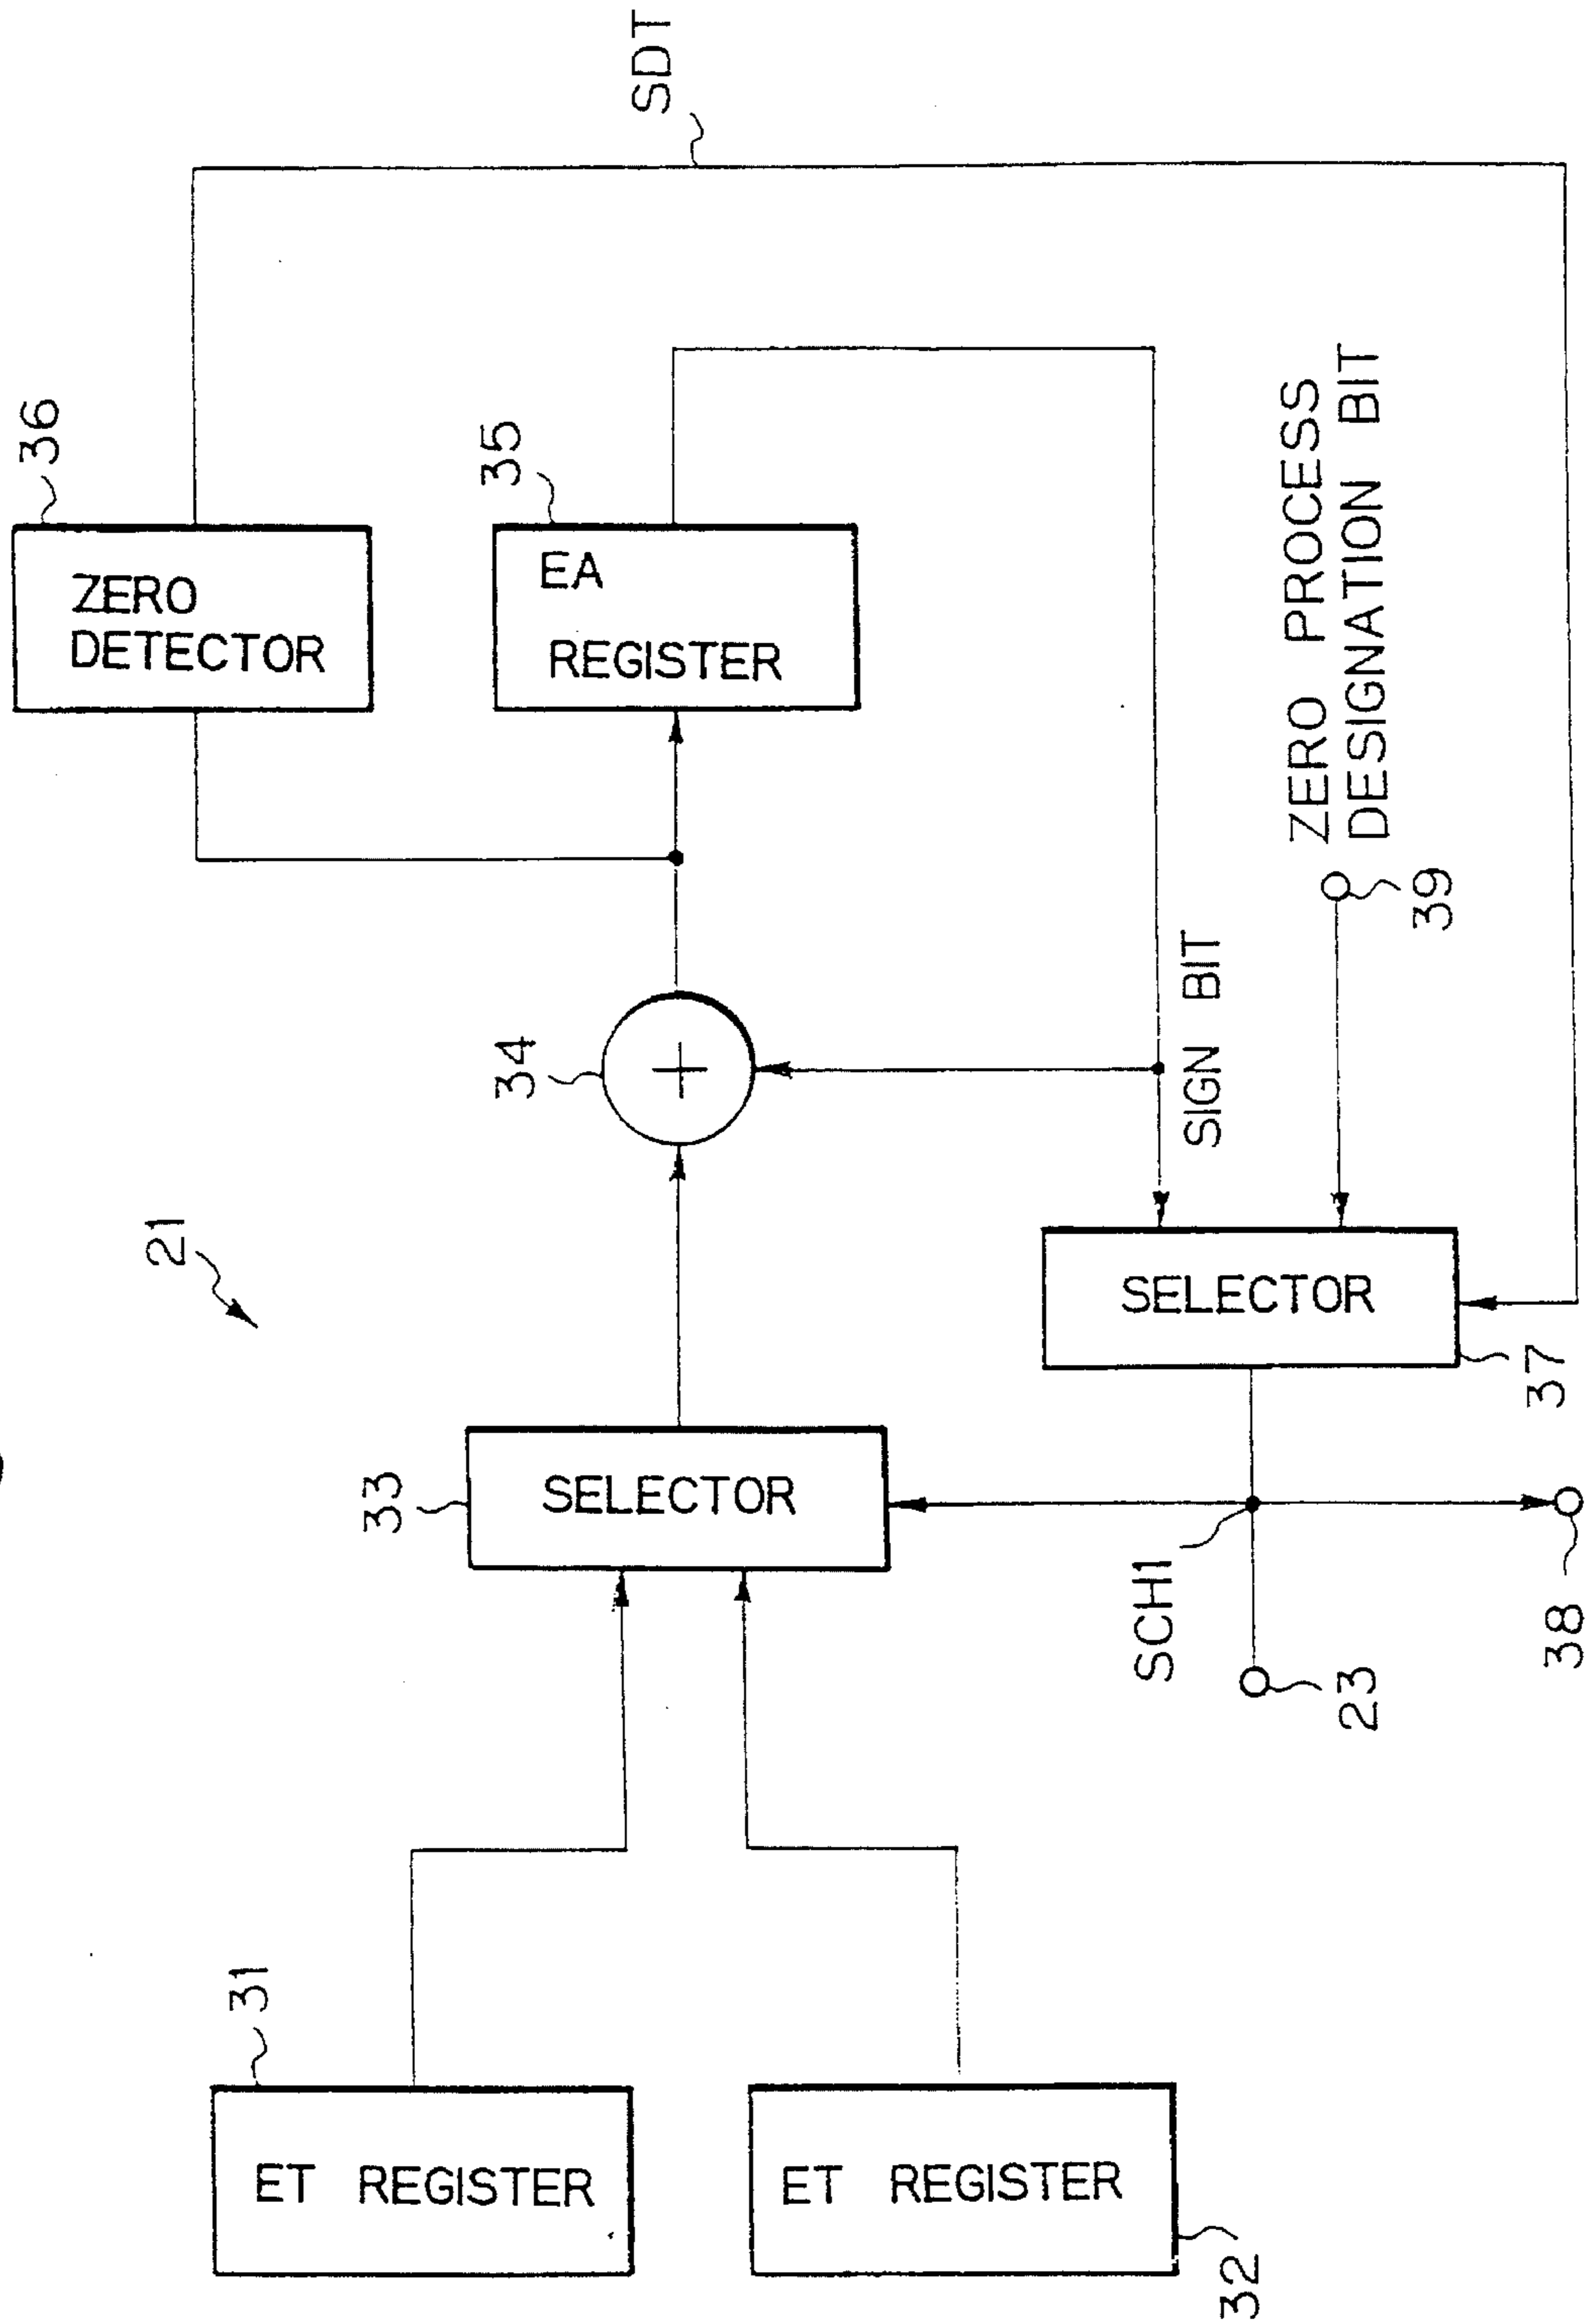 36
ZERO
DETECTOR
SDT
35
EA
REGISTER
34
21
33
SELECTOR
31
ET REGISTER
ET REGISTER
32
SIGN BIT
ZERO PROCESS
DESIGNATION BIT
39
SELECTOR
37
SCH1
23
38